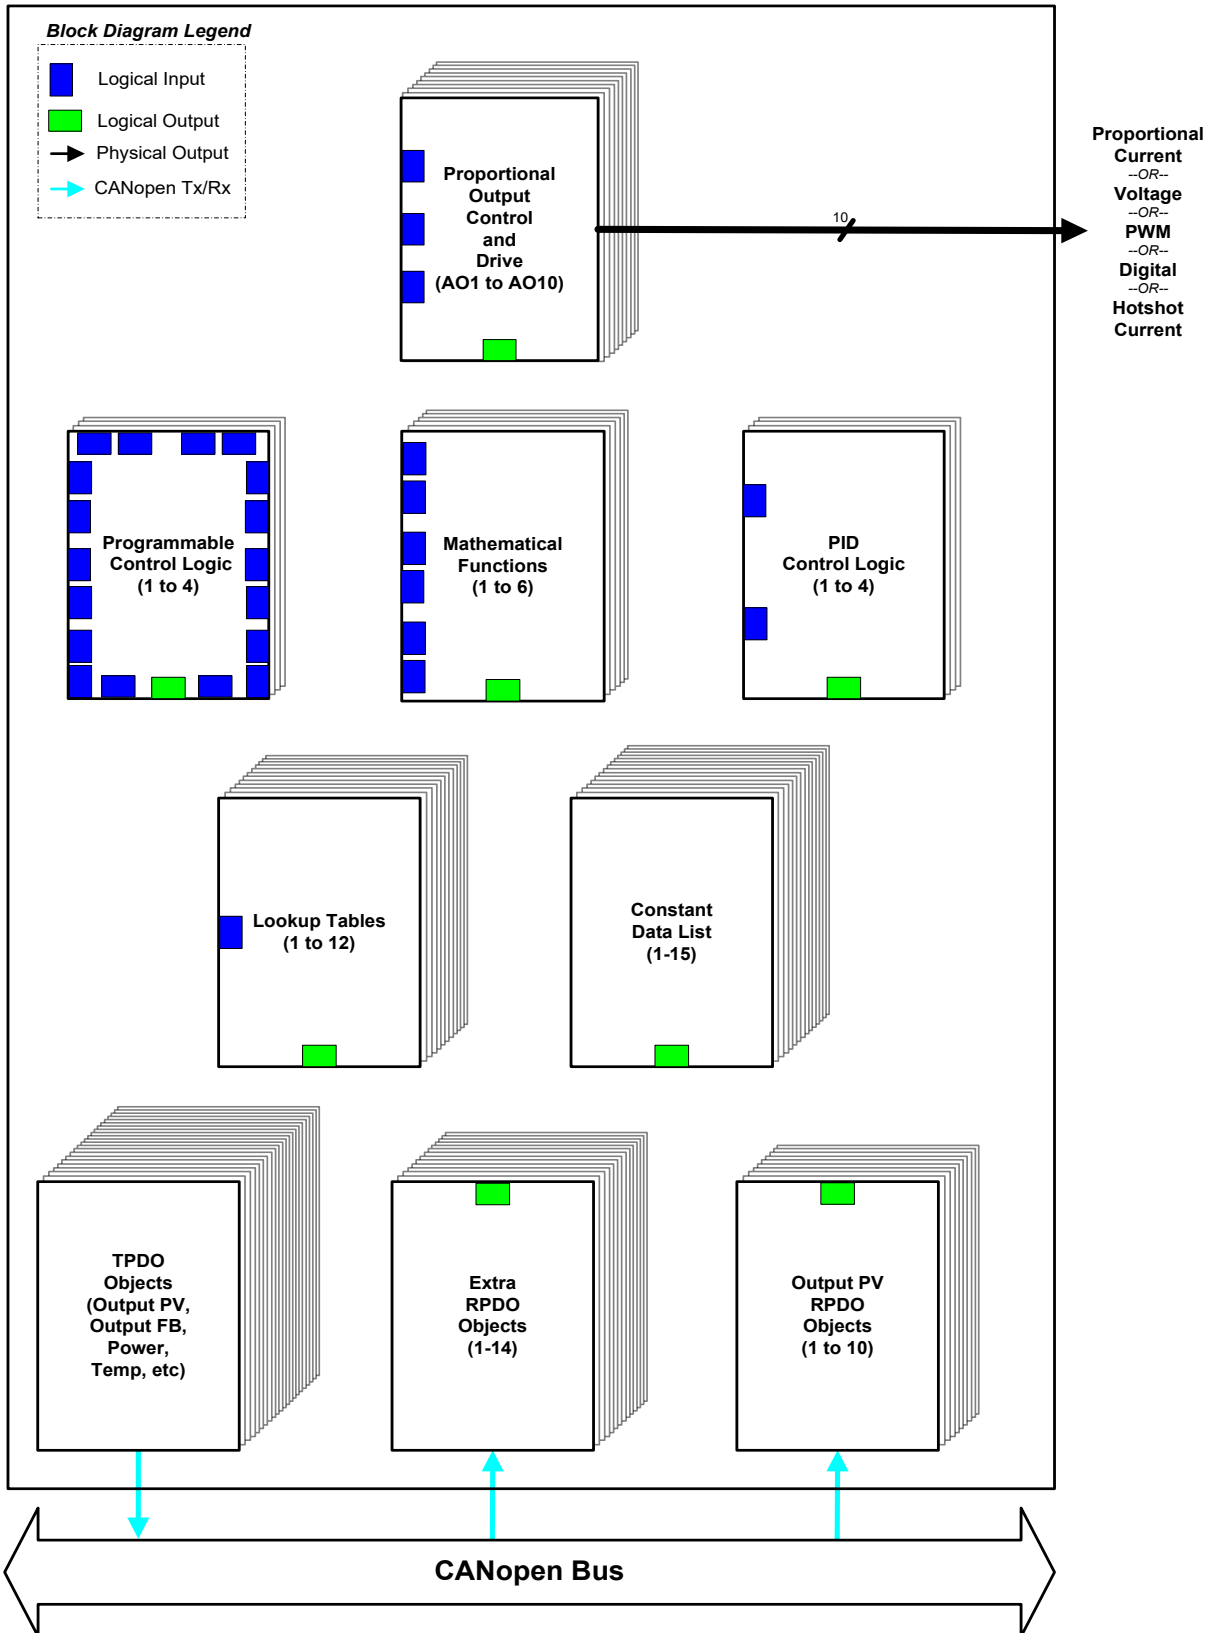 Block Diagram Legend
Logical Input
Logical Output
Physical Output
CANopen Tx/Rx
Proportional
Output
Control
and
Drive
(AO1 to AO10)
10
Proportional
Current
--OR--
Voltage
--OR--
PWM
--OR--
Digital
--OR--
Hotshot
Current
Programmable
Control Logic
(1 to 4)
Mathematical
Functions
(1 to 6)
PID
Control Logic
(1 to 4)
Lookup Tables
(1 to 12)
Constant
Data List
(1-15)
TPDO
Objects
(Output PV,
Output FB,
Power,
Temp, etc)
Extra
RPDO
Objects
(1-14)
Output PV
RPDO
Objects
(1 to 10)
CANopen Bus